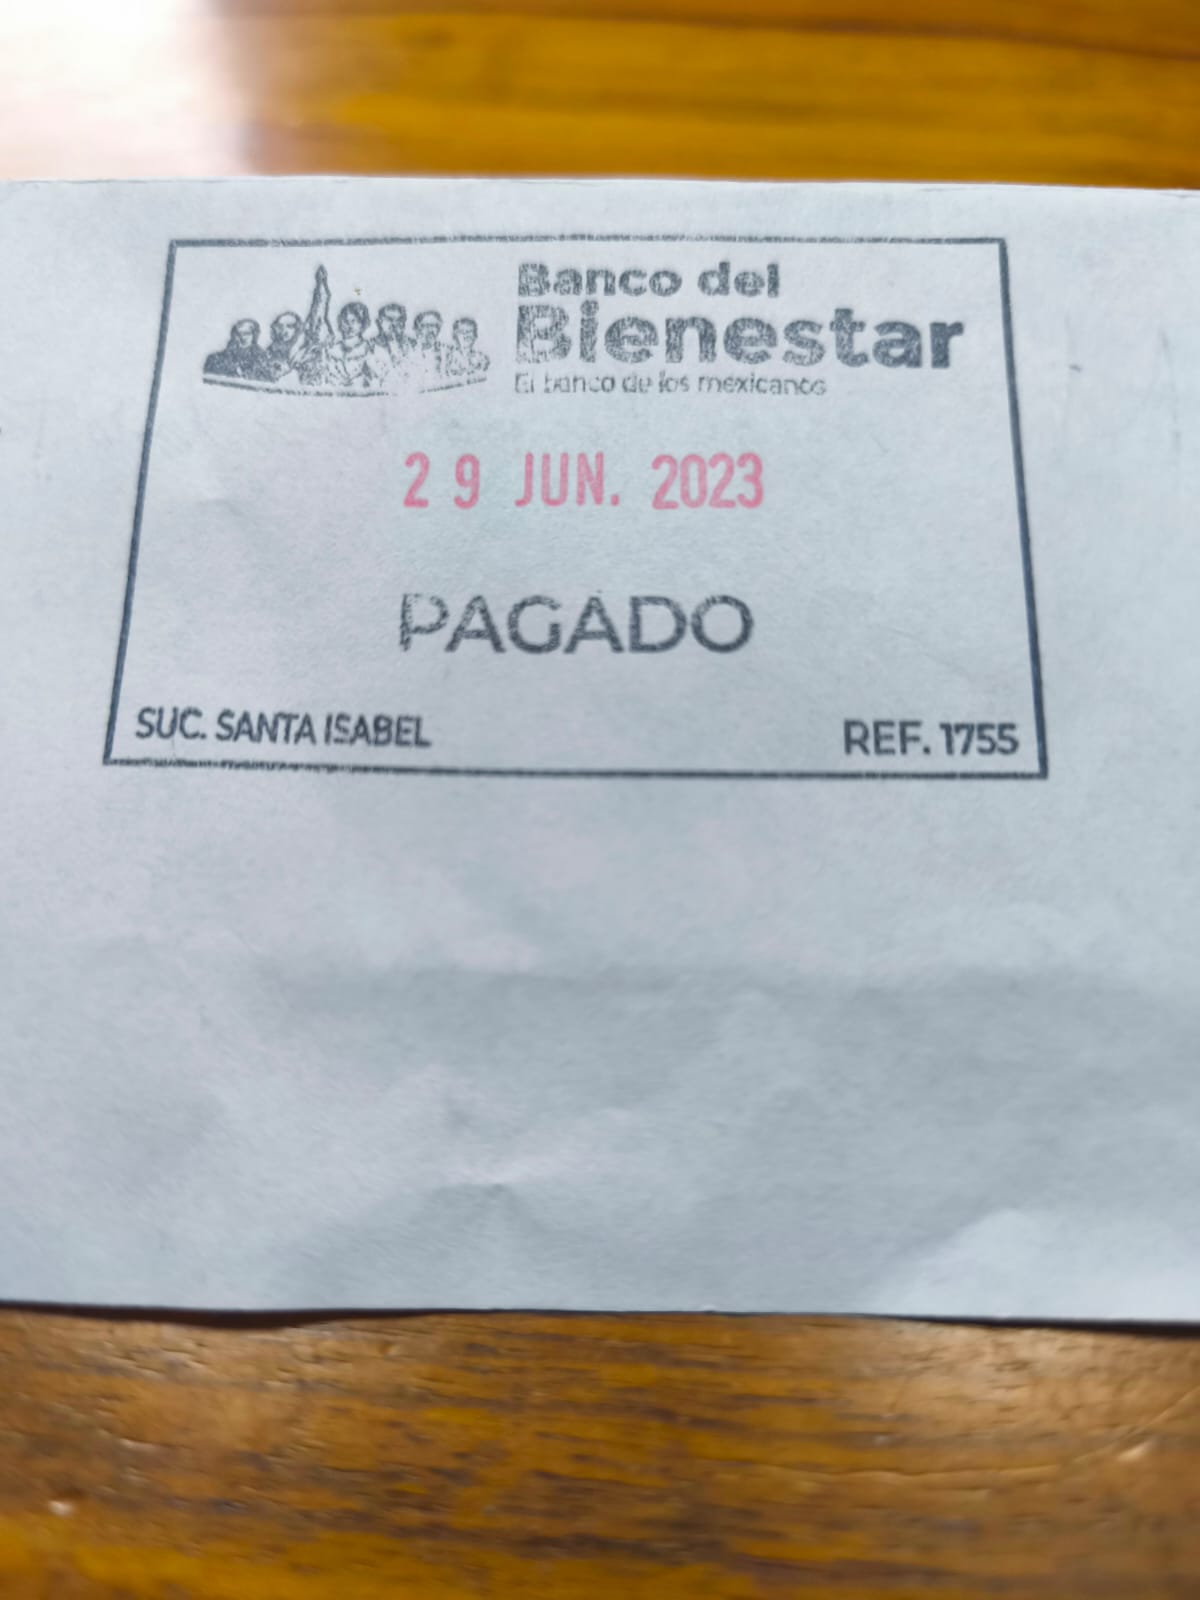 Banco del
Bienestar
El banco de los mexicanos
29 JUN. 2023
PAGADO
SUC. SANTA ISABEL
REF. 1755